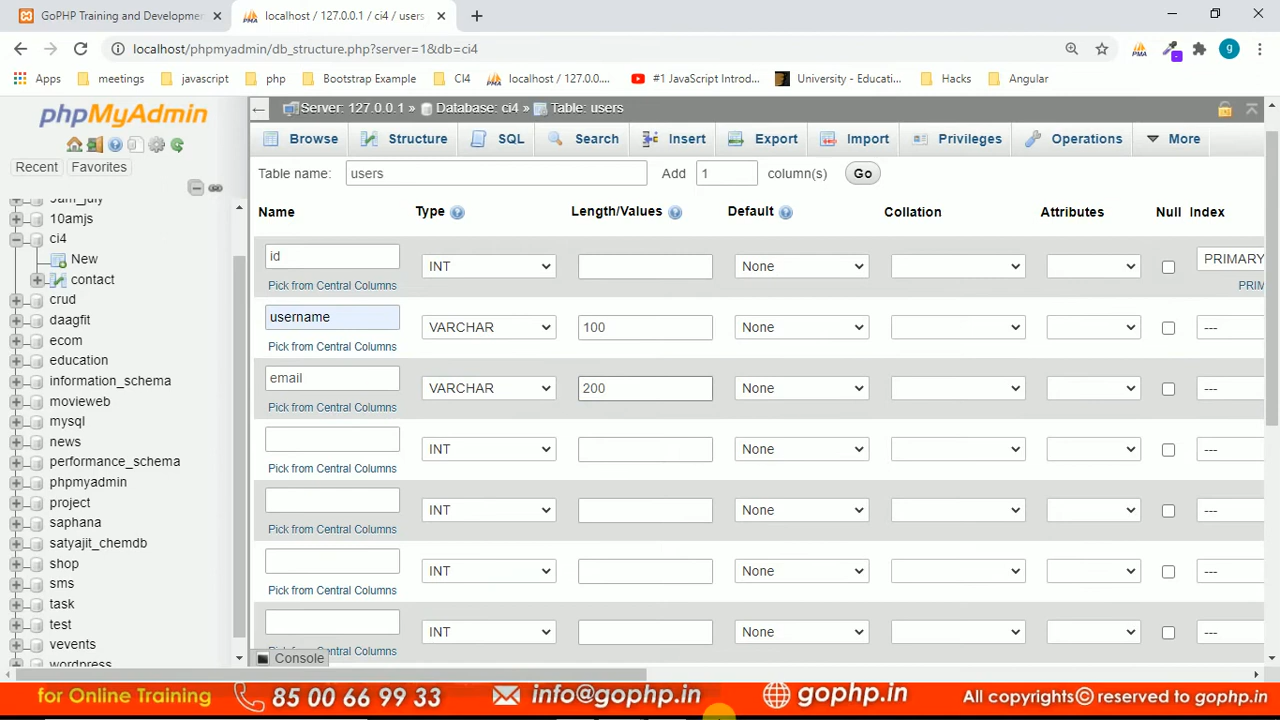 GoPHP Training and Developmen
localhost / 127.0.0.1 / ci4 / users
localhost/phpmyadmin/db_structure.php?server=1&db=ci4
g
Apps meetings javascript php Bootstrap Example CI4 localhost / 127.0.0.... #1 JavaScript Introd... University - Educati... Hacks Angular
phpMyAdmin
Recent Favorites
10amjs
ci4
New
contact
crud
daagfit
ecom
education
information_schema
movieweb
mysql
news
performance_schema
phpmyadmin
project
saphana
satyajit_chemdb
shop
sms
task
test
vevents
wordpress
Server: 127.0.0.1 » Database: ci4 » Table: users
Browse Structure SQL Search Insert Export Import Privileges Operations More
Table name: users Add 1 column(s) Go
Name Type Length/Values Default Collation Attributes Null Index
id INT None PRIMARY
Pick from Central Columns PRIM
username VARCHAR 100 None ---
Pick from Central Columns
email VARCHAR 200 None ---
Pick from Central Columns
INT None ---
Pick from Central Columns
INT None ---
Pick from Central Columns
INT None ---
Pick from Central Columns
INT None ---
Pick from Central Columns
Console
for Online Training 85 00 66 99 33 info@gophp.in gophp.in All copyrights© reserved to gophp.in